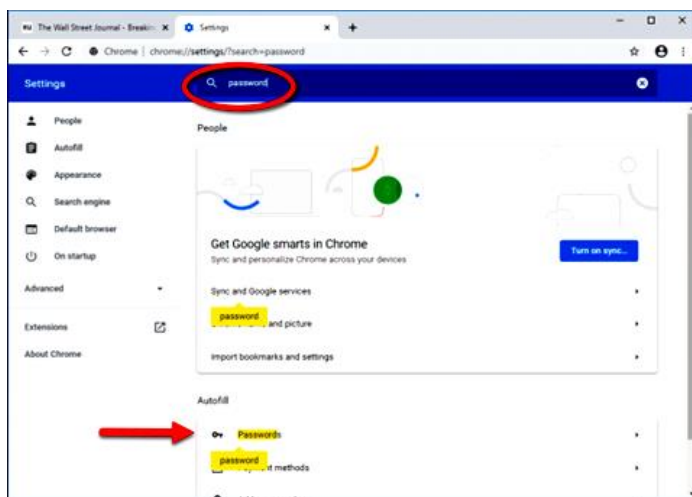 The Wall Street Journal - Breakin
Settings
Chrome | chrome://settings/?search=password
Settings
password
People
Autofill
Appearance
Search engine
Default browser
On startup
Advanced
Extensions
About Chrome
People
Get Google smarts in Chrome
Sync and personalize Chrome across your devices
Turn on sync...
Sync and Google services
password
and picture
Import bookmarks and settings
Autofill
Passwords
password
methods